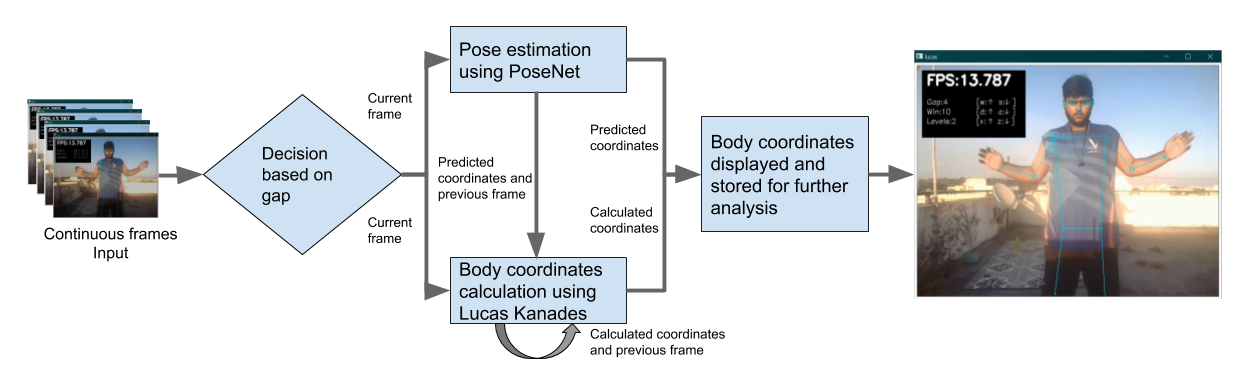 Continuous frames
Input
FPS:13.787
Decision
based on
gap
Current
frame
Current
frame
Pose estimation
using PoseNet
Predicted
coordinates and
previous frame
Body coordinates
calculation using
Lucas Kanades
Calculated coordinates
and previous frame
Predicted
coordinates
Calculated
coordinates
Body coordinates
displayed and
stored for further
analysis
lucas
FPS:13.787
Gap:4 [w:↑ s:↓]
Win:10 [d:↑ a:↓]
Levels:2 [x:↑ z:↓]